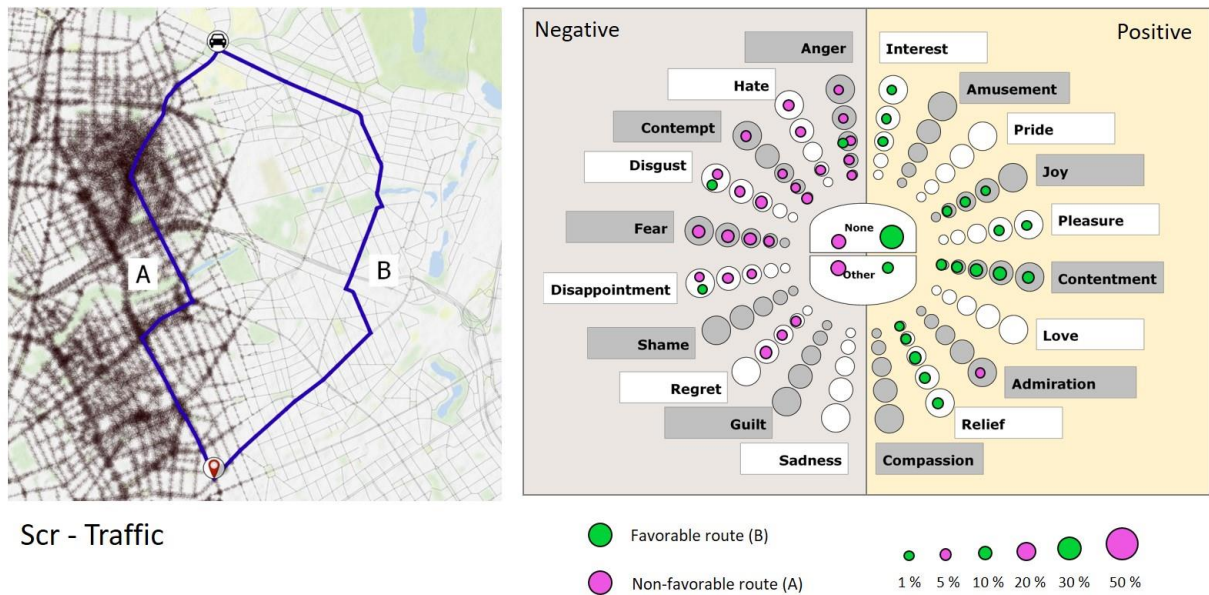 Negative
Positive
Anger
Interest
Hate
Amusement
Contempt
Pride
Disgust
Joy
Pleasure
Fear
None
Other
Contentment
Disappointment
Love
Shame
Admiration
Regret
Relief
Guilt
Sadness
Compassion
A
B
Scr - Traffic
Favorable route (B)
Non-favorable route (A)
1 % 5 % 10 % 20 % 30 % 50 %